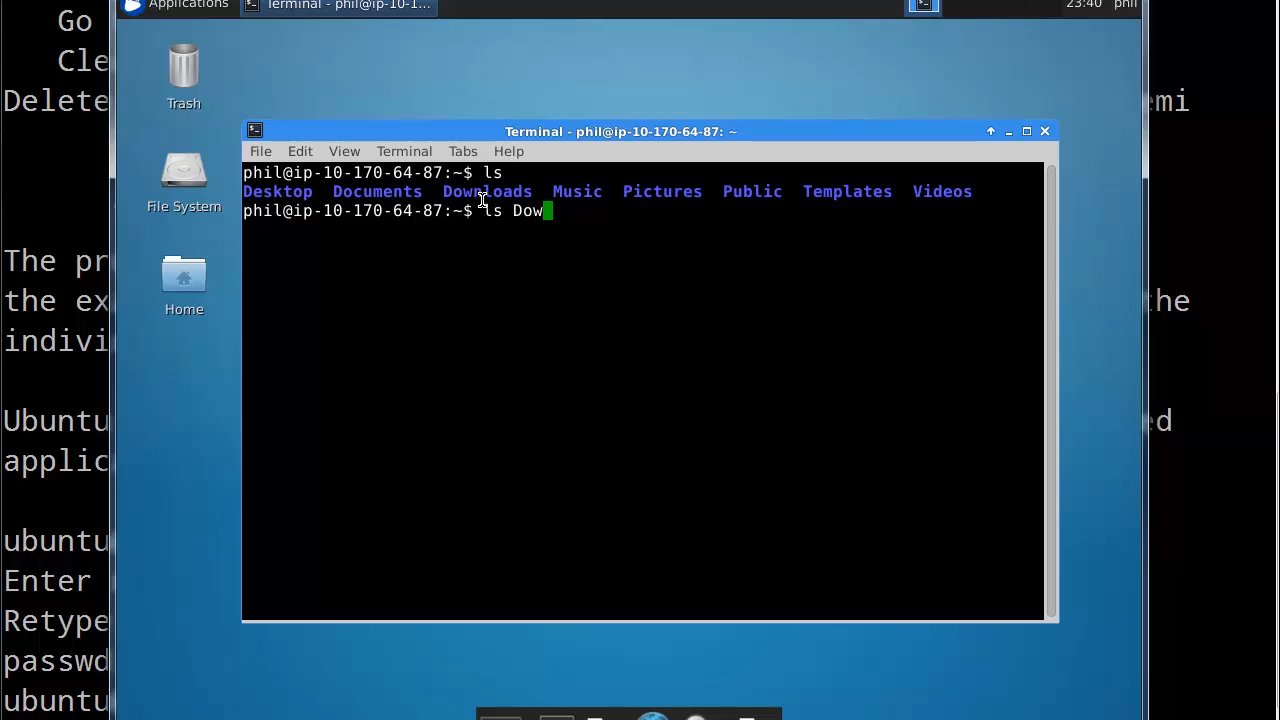 Applications Terminal - phil@ip-10-1... 23:40 phil
Go
Cle
Delete emi
Trash
Terminal - phil@ip-10-170-64-87: ~
File Edit View Terminal Tabs Help
phil@ip-10-170-64-87:~$ ls
Desktop Documents Downloads Music Pictures Public Templates Videos
phil@ip-10-170-64-87:~$ ls Dow
File System
Home
The pr
the ex he
indivi
Ubuntu ed
applic
ubuntu
Enter
Retype
passwd
ubuntu